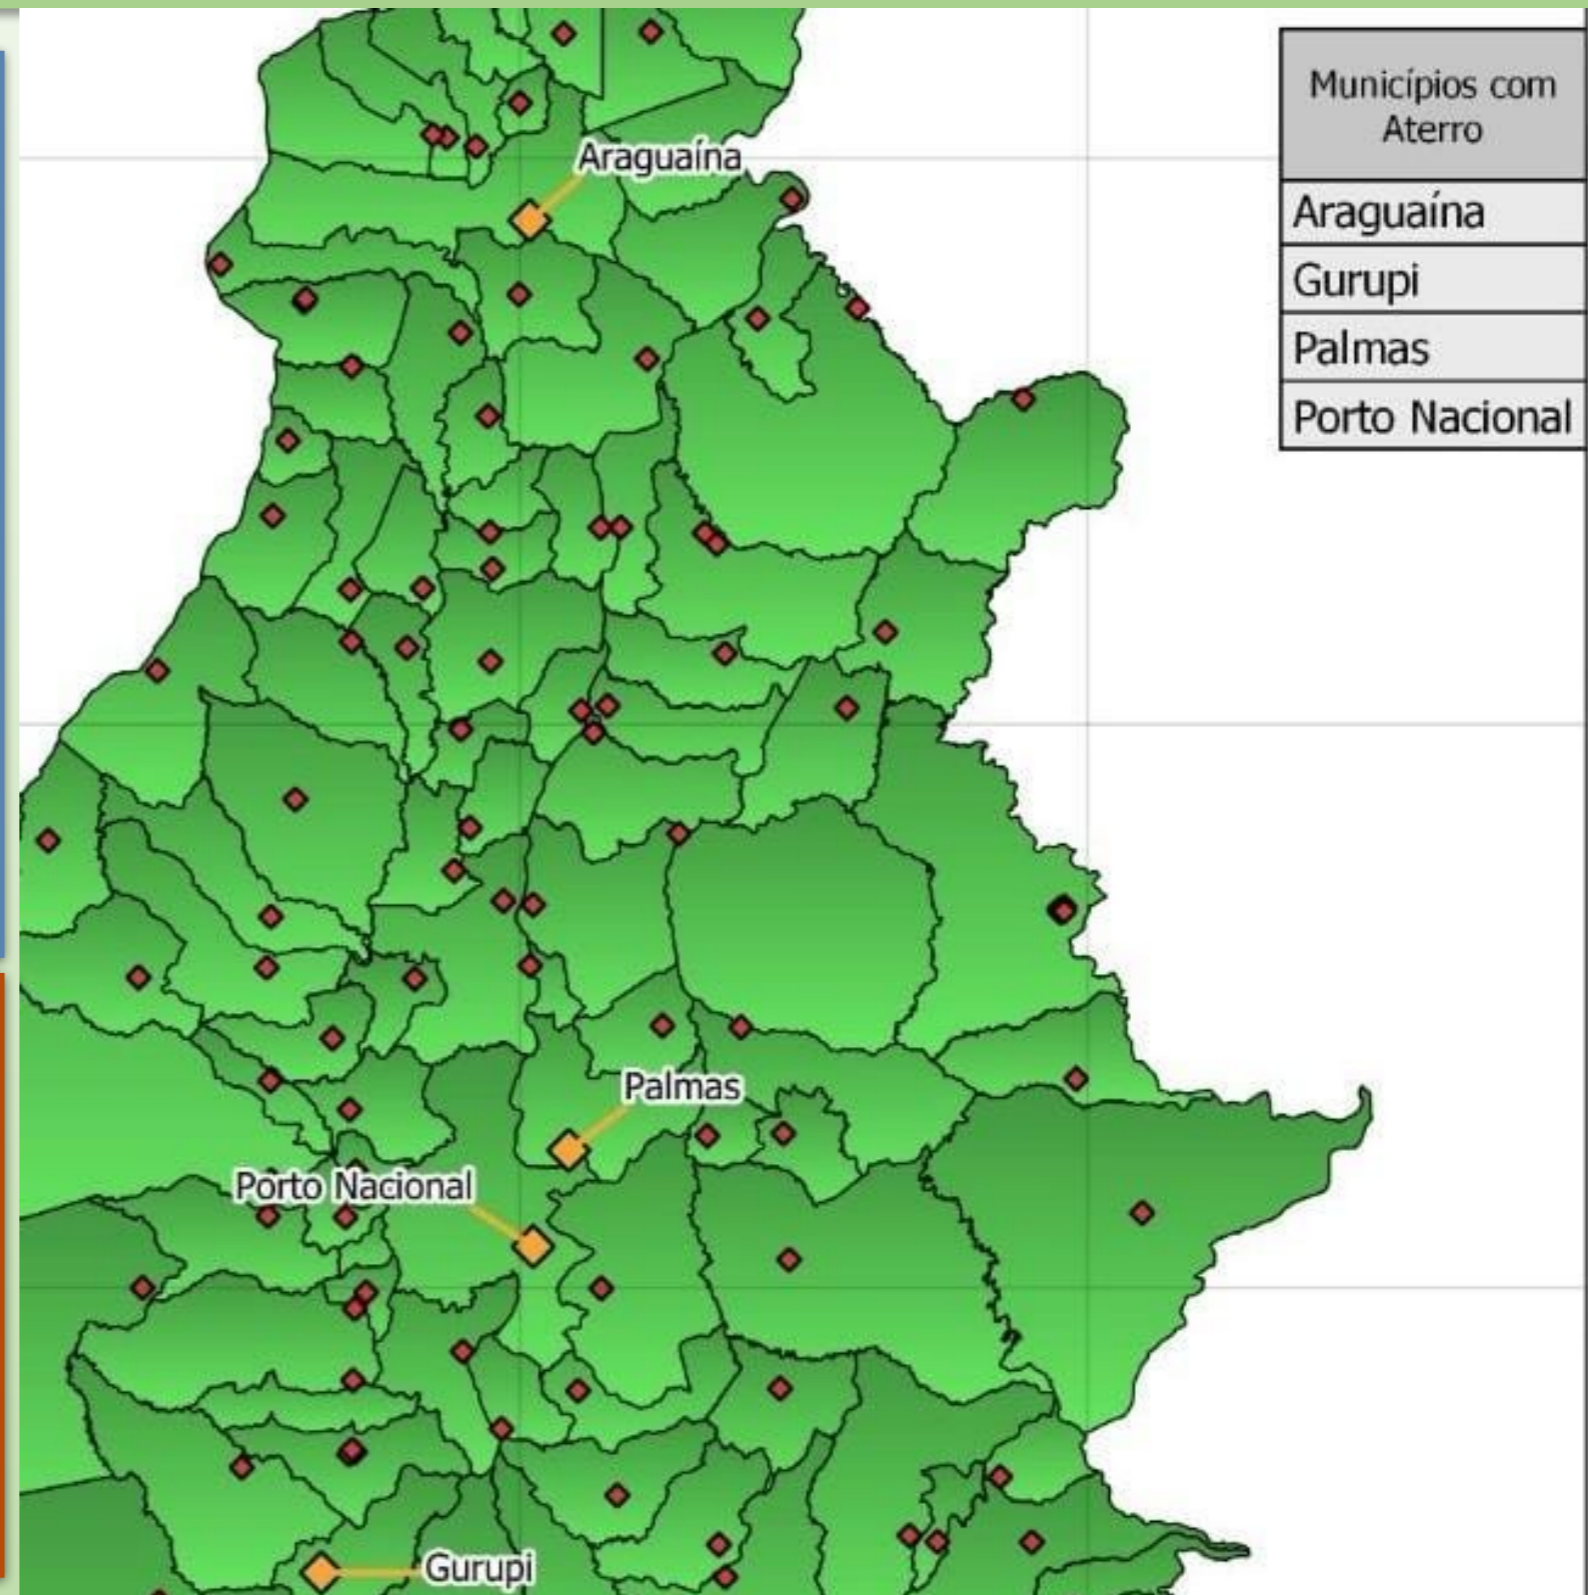 Municípios com
Aterro
Araguaína
Gurupi
Palmas
Porto Nacional
Araguaína
Palmas
Porto Nacional
Gurupi